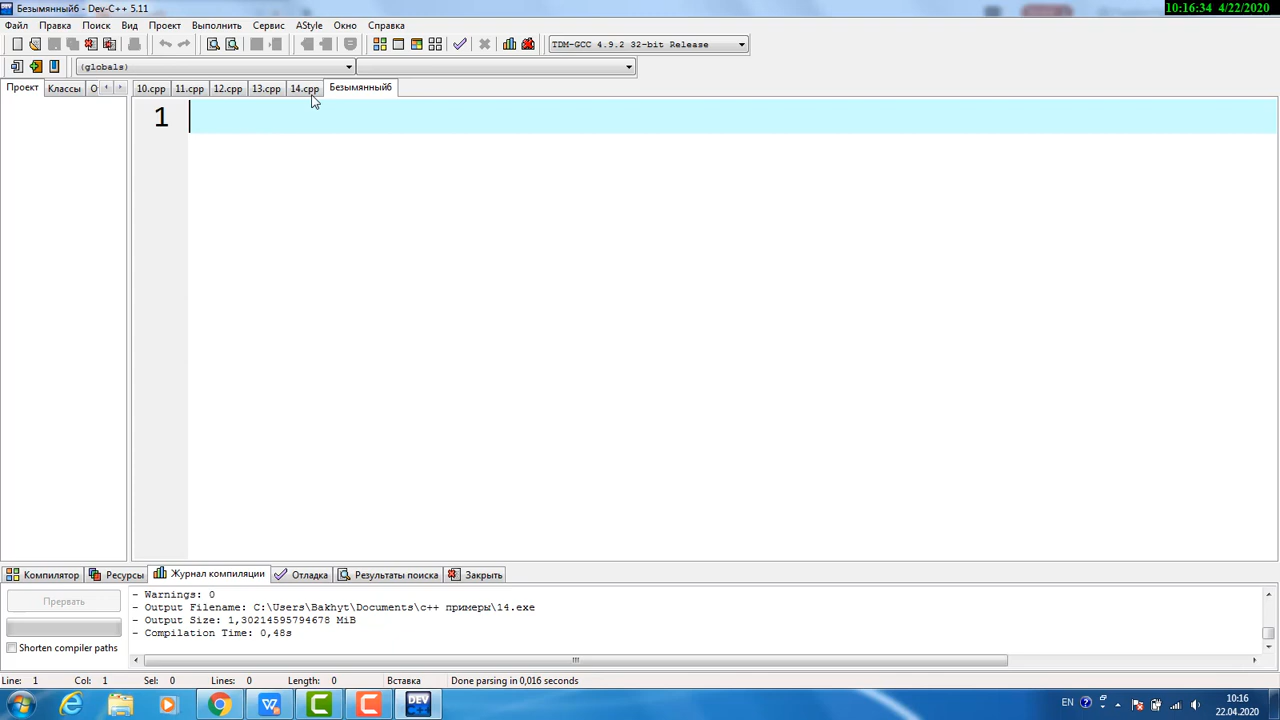 Безымянный6 - Dev-C++ 5.11
10:16:34 4/22/2020
Файл Правка Поиск Вид Проект Выполнить Сервис AStyle Окно Справка
TDM-GCC 4.9.2 32-bit Release
(globals)
Проект Классы О 10.cpp 11.cpp 12.cpp 13.cpp 14.cpp Безымянный6
1
Компилятор Ресурсы Журнал компиляции Отладка Результаты поиска Закрыть
Прервать
Shorten compiler paths
- Warnings: 0
- Output Filename: C:\Users\Bakhyt\Documents\c++ примеры\14.exe
- Output Size: 1,30214595794678 MiB
- Compilation Time: 0,48s
Line: 1 Col: 1 Sel: 0 Lines: 0 Length: 0 Вставка Done parsing in 0,016 seconds
DEV
EN
10:16
22.04.2020